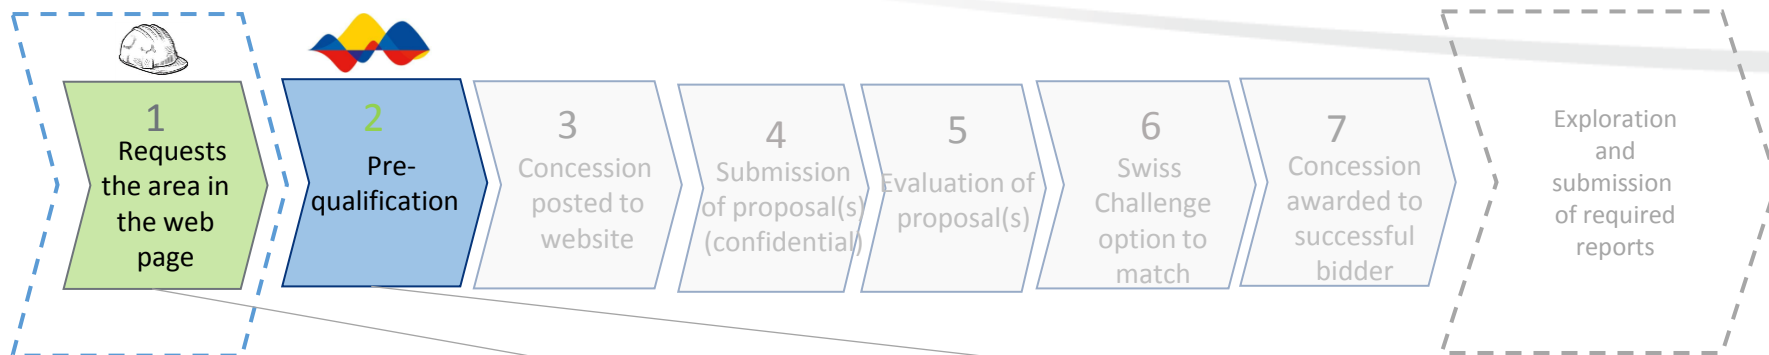 1
Requests
the area in
the web
page
2
Pre-
qualification
3
Concession
posted to
website
4
Submission
of proposal(s)
(confidential)
5
Evaluation of
proposal(s)
6
Swiss
Challenge
option to
match
7
Concession
awarded to
successful
bidder
Exploration
and
submission
of required
reports